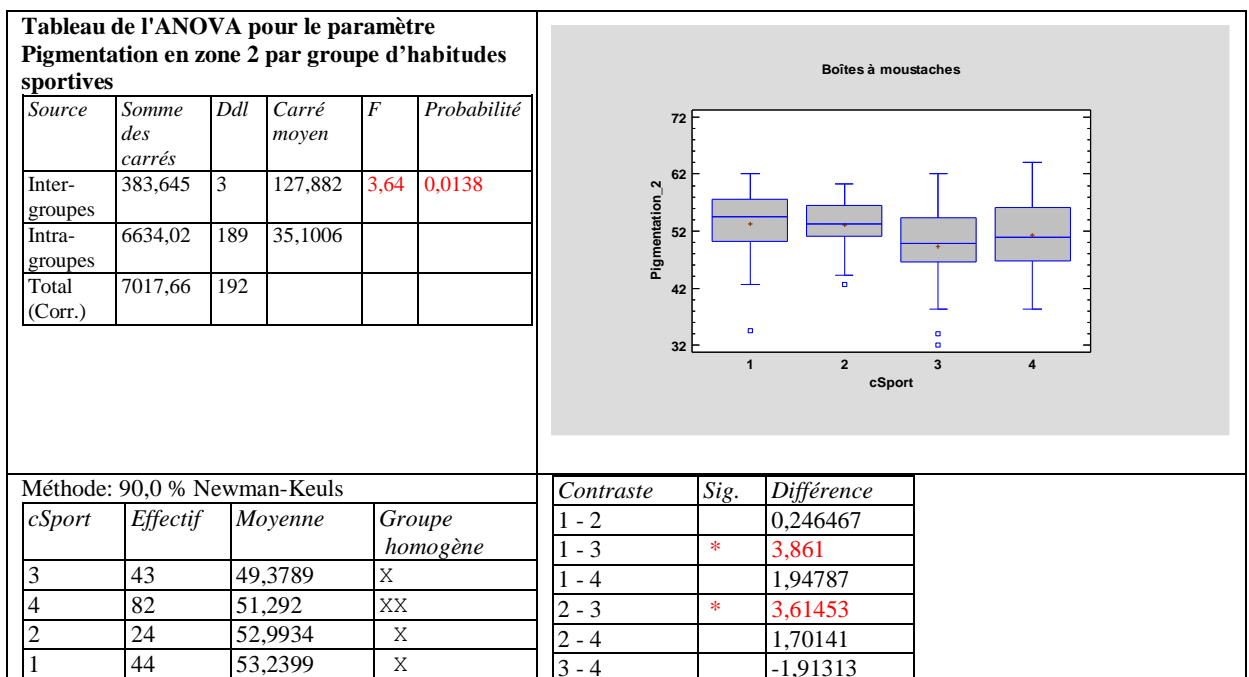 Tableau de l'ANOVA pour le paramètre
Pigmentation en zone 2 par groupe d'habitudes
sportives
Source Somme des carrés Ddl Carré moyen F Probabilité
Inter-groupes 383,645 3 127,882 3,64 0,0138
Intra-groupes 6634,02 189 35,1006
Total (Corr.) 7017,66 192
Boîtes à moustaches
Pigmentation_2
72
62
52
42
32
1 2 3 4
cSport
Méthode: 90,0 % Newman-Keuls
cSport Effectif Moyenne Groupe homogène
3 43 49,3789 X
4 82 51,292 XX
2 24 52,9934 X
1 44 53,2399 X
Contraste Sig. Différence
1 - 2 0,246467
1 - 3 * 3,861
1 - 4 1,94787
2 - 3 * 3,61453
2 - 4 1,70141
3 - 4 -1,91313